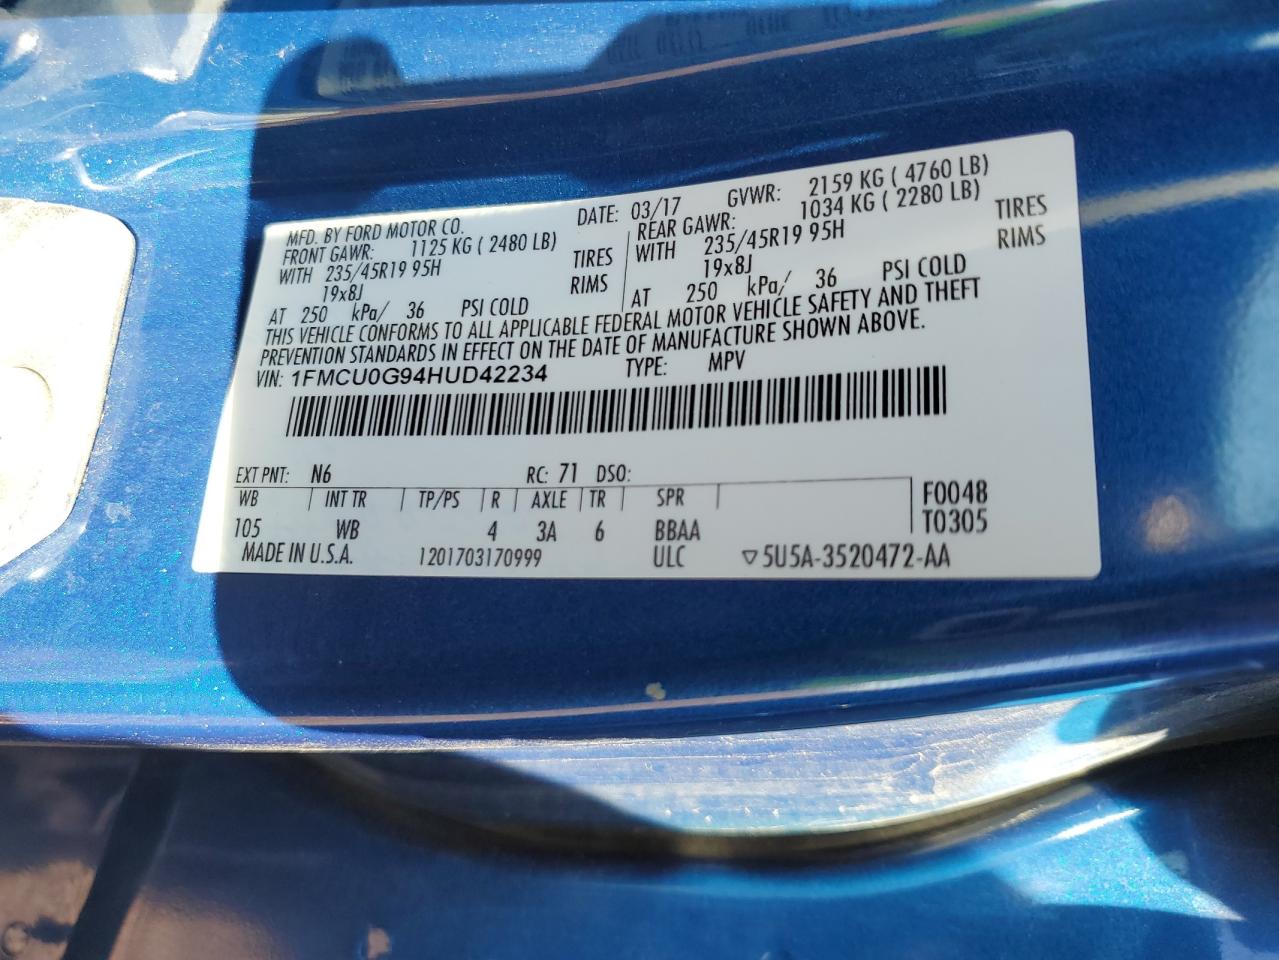 MFD. BY FORD MOTOR CO. DATE: 03/17 GVWR: 2159 KG ( 4760 LB)
FRONT GAWR: 1125 KG ( 2480 LB) REAR GAWR: 1034 KG ( 2280 LB)
WITH 235/45R19 95H TIRES WITH 235/45R19 95H TIRES
19x8J RIMS 19x8J RIMS
AT 250 kPa/ 36 PSI COLD AT 250 kPa/ 36 PSI COLD
THIS VEHICLE CONFORMS TO ALL APPLICABLE FEDERAL MOTOR VEHICLE SAFETY AND THEFT
PREVENTION STANDARDS IN EFFECT ON THE DATE OF MANUFACTURE SHOWN ABOVE.
VIN: 1FMCU0G94HUD42234 TYPE: MPV
EXT PNT: N6 RC: 71 DSO:
WB INT TR TP/PS R AXLE TR SPR F0048
105 WB 4 3A 6 BBAA T0305
MADE IN U.S.A. 1201703170999 ULC ▽5U5A-3520472-AA